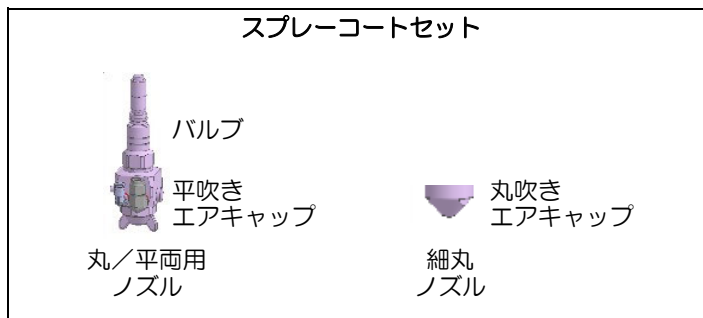 スプレーコートセット
バルブ
平吹き
エアキャップ
丸／平両用
ノズル
丸吹き
エアキャップ
細丸
ノズル